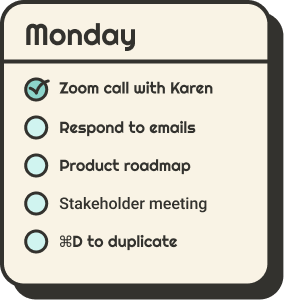 Monday
Zoom call with Karen
Respond to emails
Product roadmap
Stakeholder meeting
⌘D to duplicate